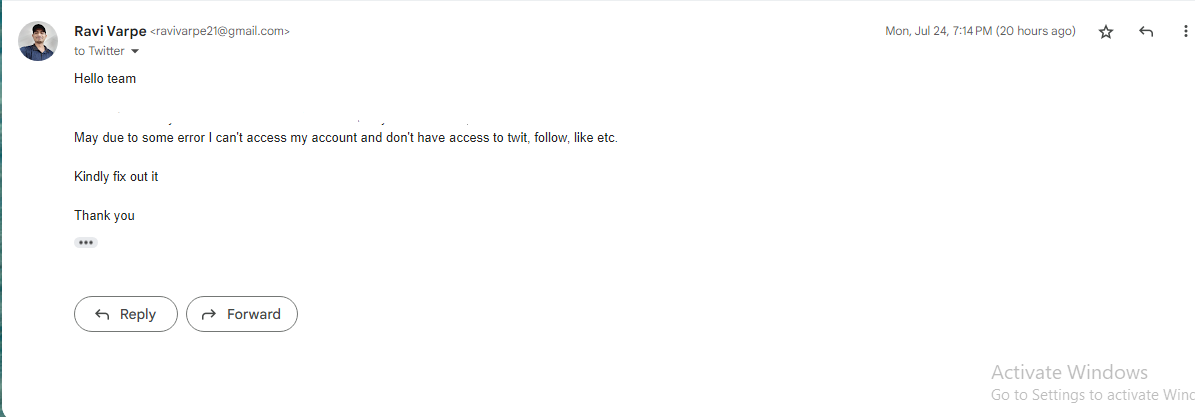 Ravi Varpe <ravivarpe21@gmail.com>
Mon, Jul 24, 7:14 PM (20 hours ago)
to Twitter
Hello team
May due to some error I can't access my account and don't have access to twit, follow, like etc.
Kindly fix out it
Thank you
Reply
Forward
Activate Windows
Go to Settings to activate